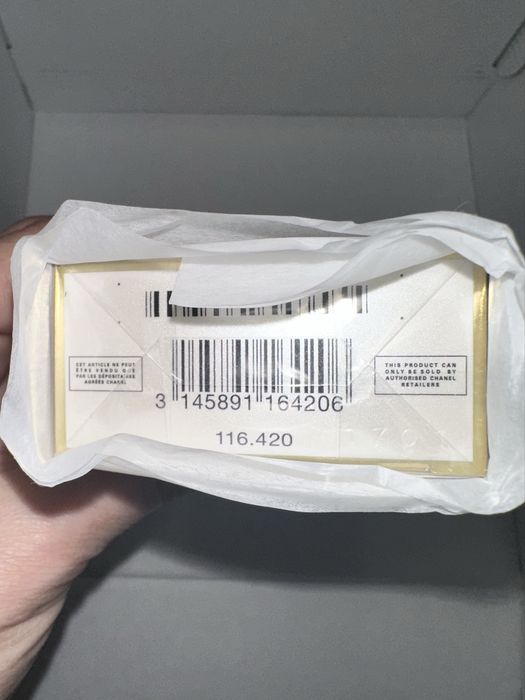 CET ARTICLE NE PEUT
ÊTRE VENDU QUE
PAR LES DÉPOSITAIRES
AGRÉÉS CHANEL
THIS PRODUCT CAN
ONLY BE SOLD BY
AUTHORISED CHANEL
RETAILERS
3 145891 164206
116.420